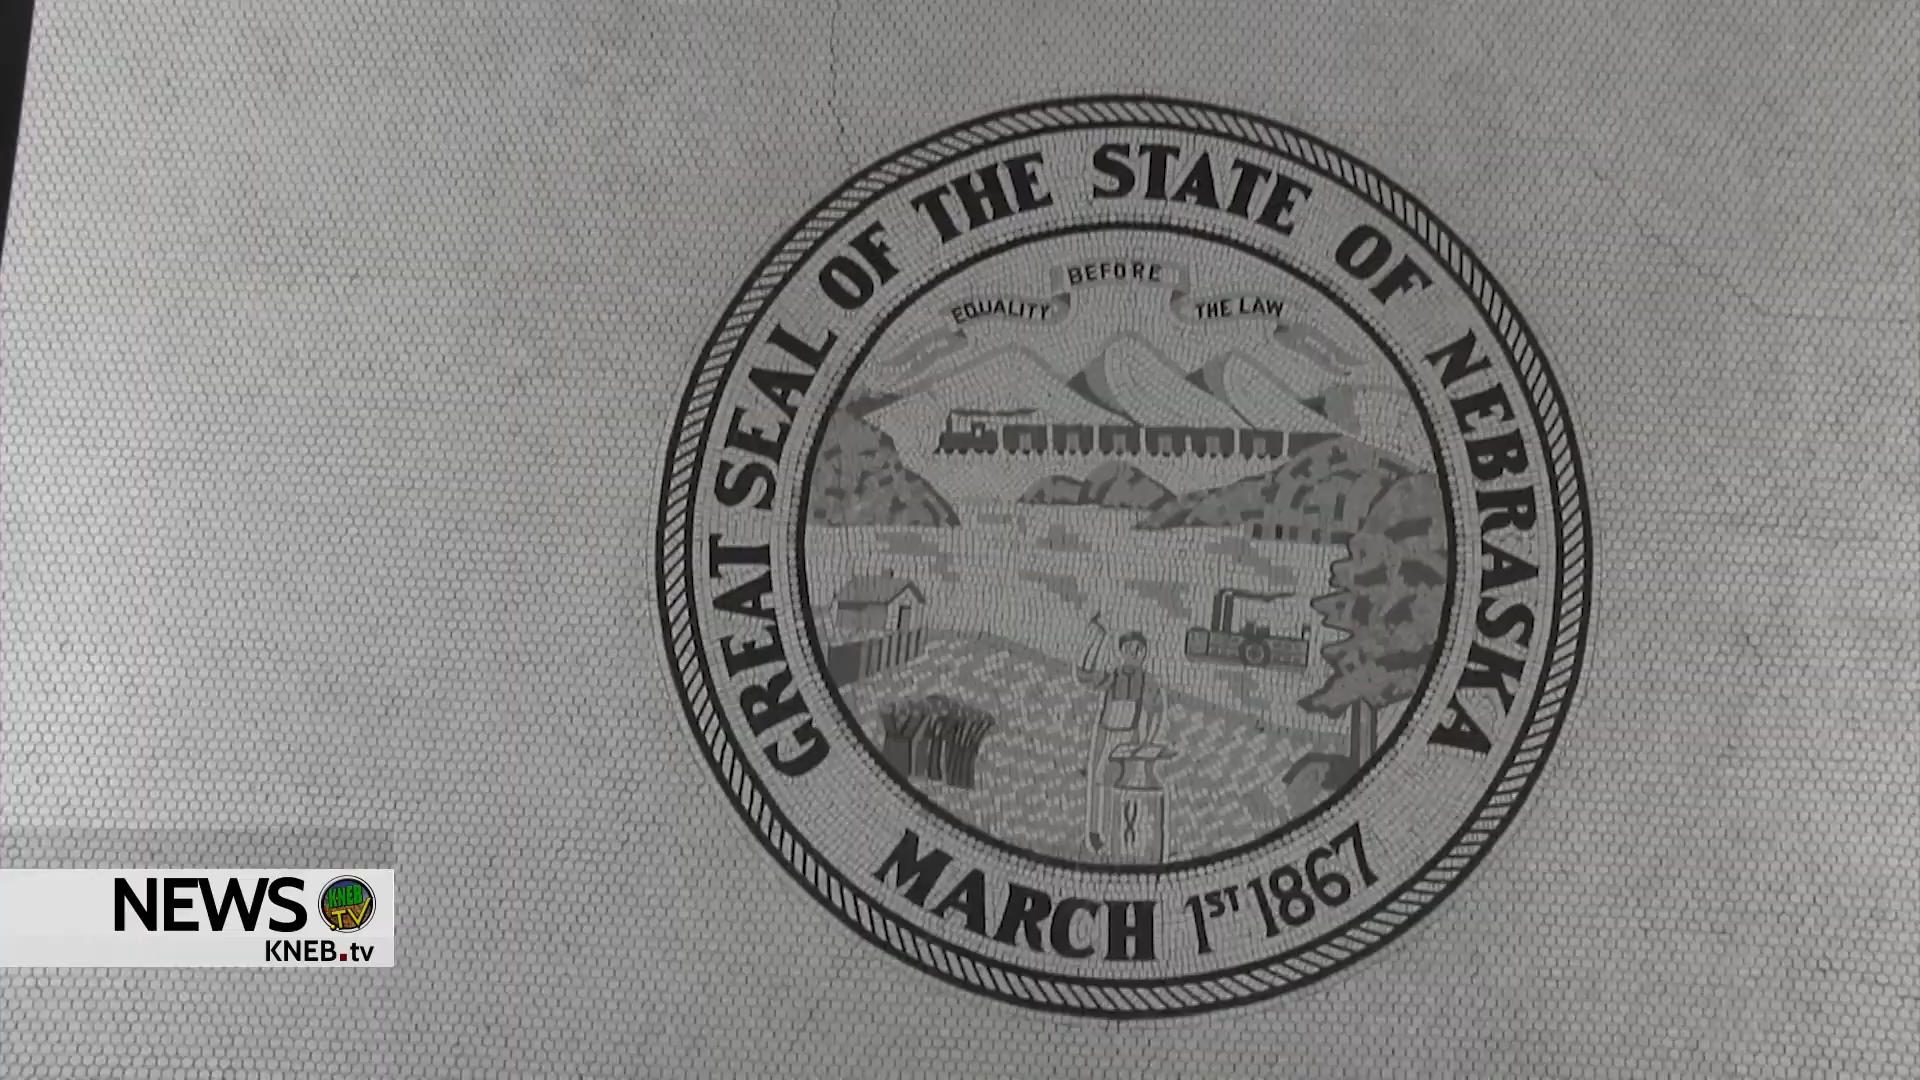 GREAT SEAL OF THE STATE OF NEBRASKA
EQUALITY BEFORE THE LAW
MARCH 1ST 1867
NEWS
KNEB
.TV
KNEB.tv